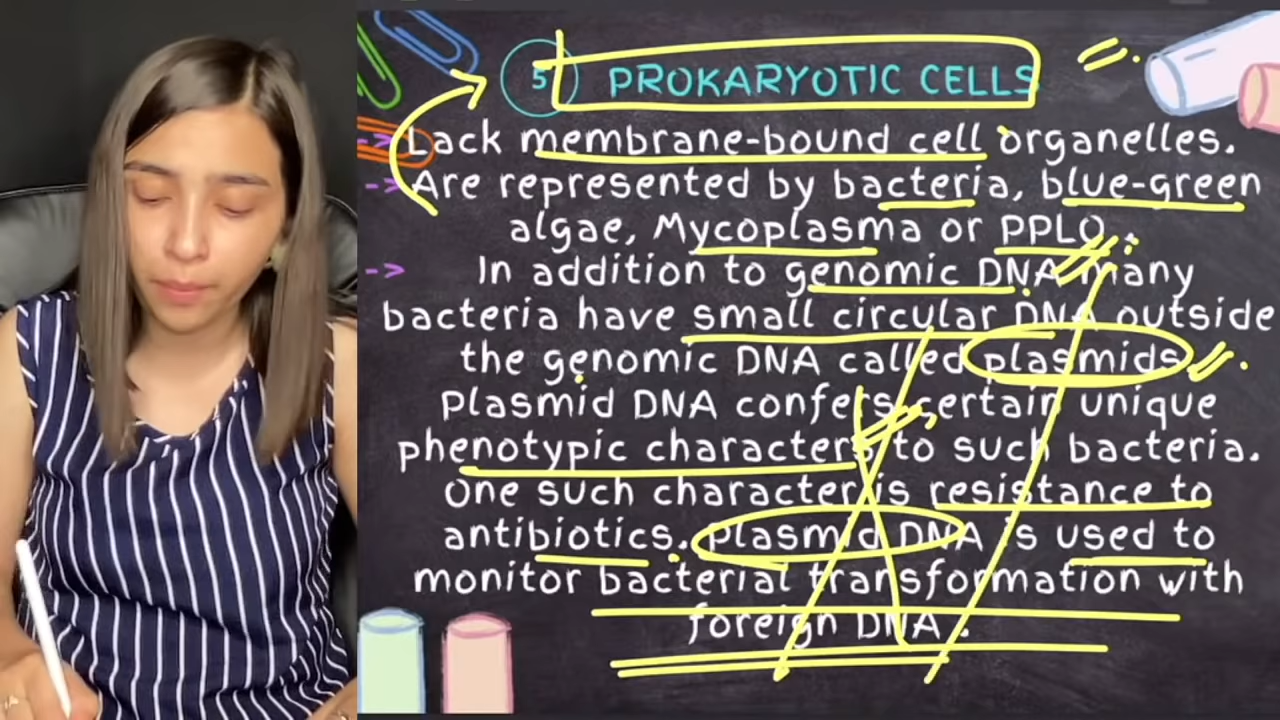 5 PROKARYOTIC CELLS
-> Lack membrane-bound cell organelles.
-> Are represented by bacteria, blue-green
algae, Mycoplasma or PPLO.
-> In addition to genomic DNA many
bacteria have small circular DNA outside
the genomic DNA called plasmids
Plasmid DNA confers certain unique
phenotypic characters to such bacteria.
One such character is resistance to
antibiotics. Plasmid DNA is used to
monitor bacterial transformation with
foreign DNA.